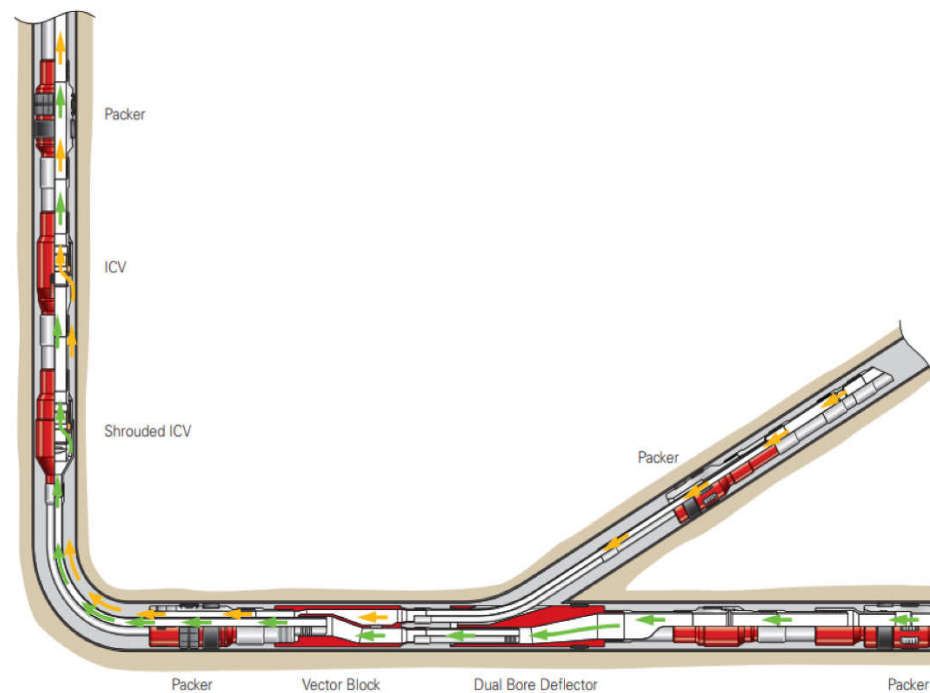 Packer
ICV
Shrouded ICV
Packer
Packer
Vector Block
Dual Bore Deflector
Packer